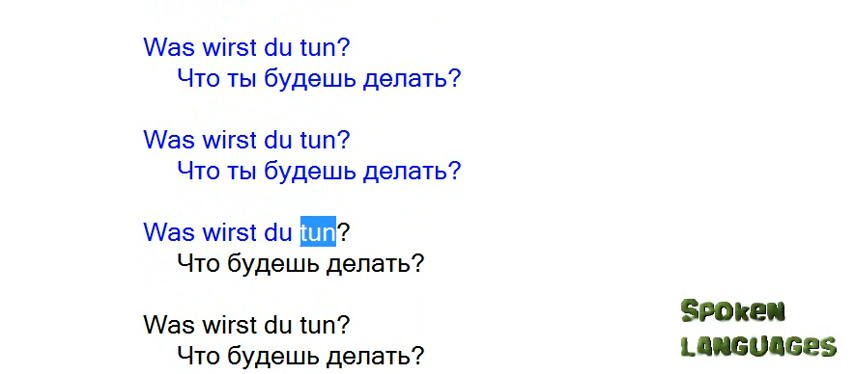 Was wirst du tun?
Что ты будешь делать?
Was wirst du tun?
Что ты будешь делать?
Was wirst du tun?
Что будешь делать?
Was wirst du tun?
Что будешь делать?
Spoken
Languages